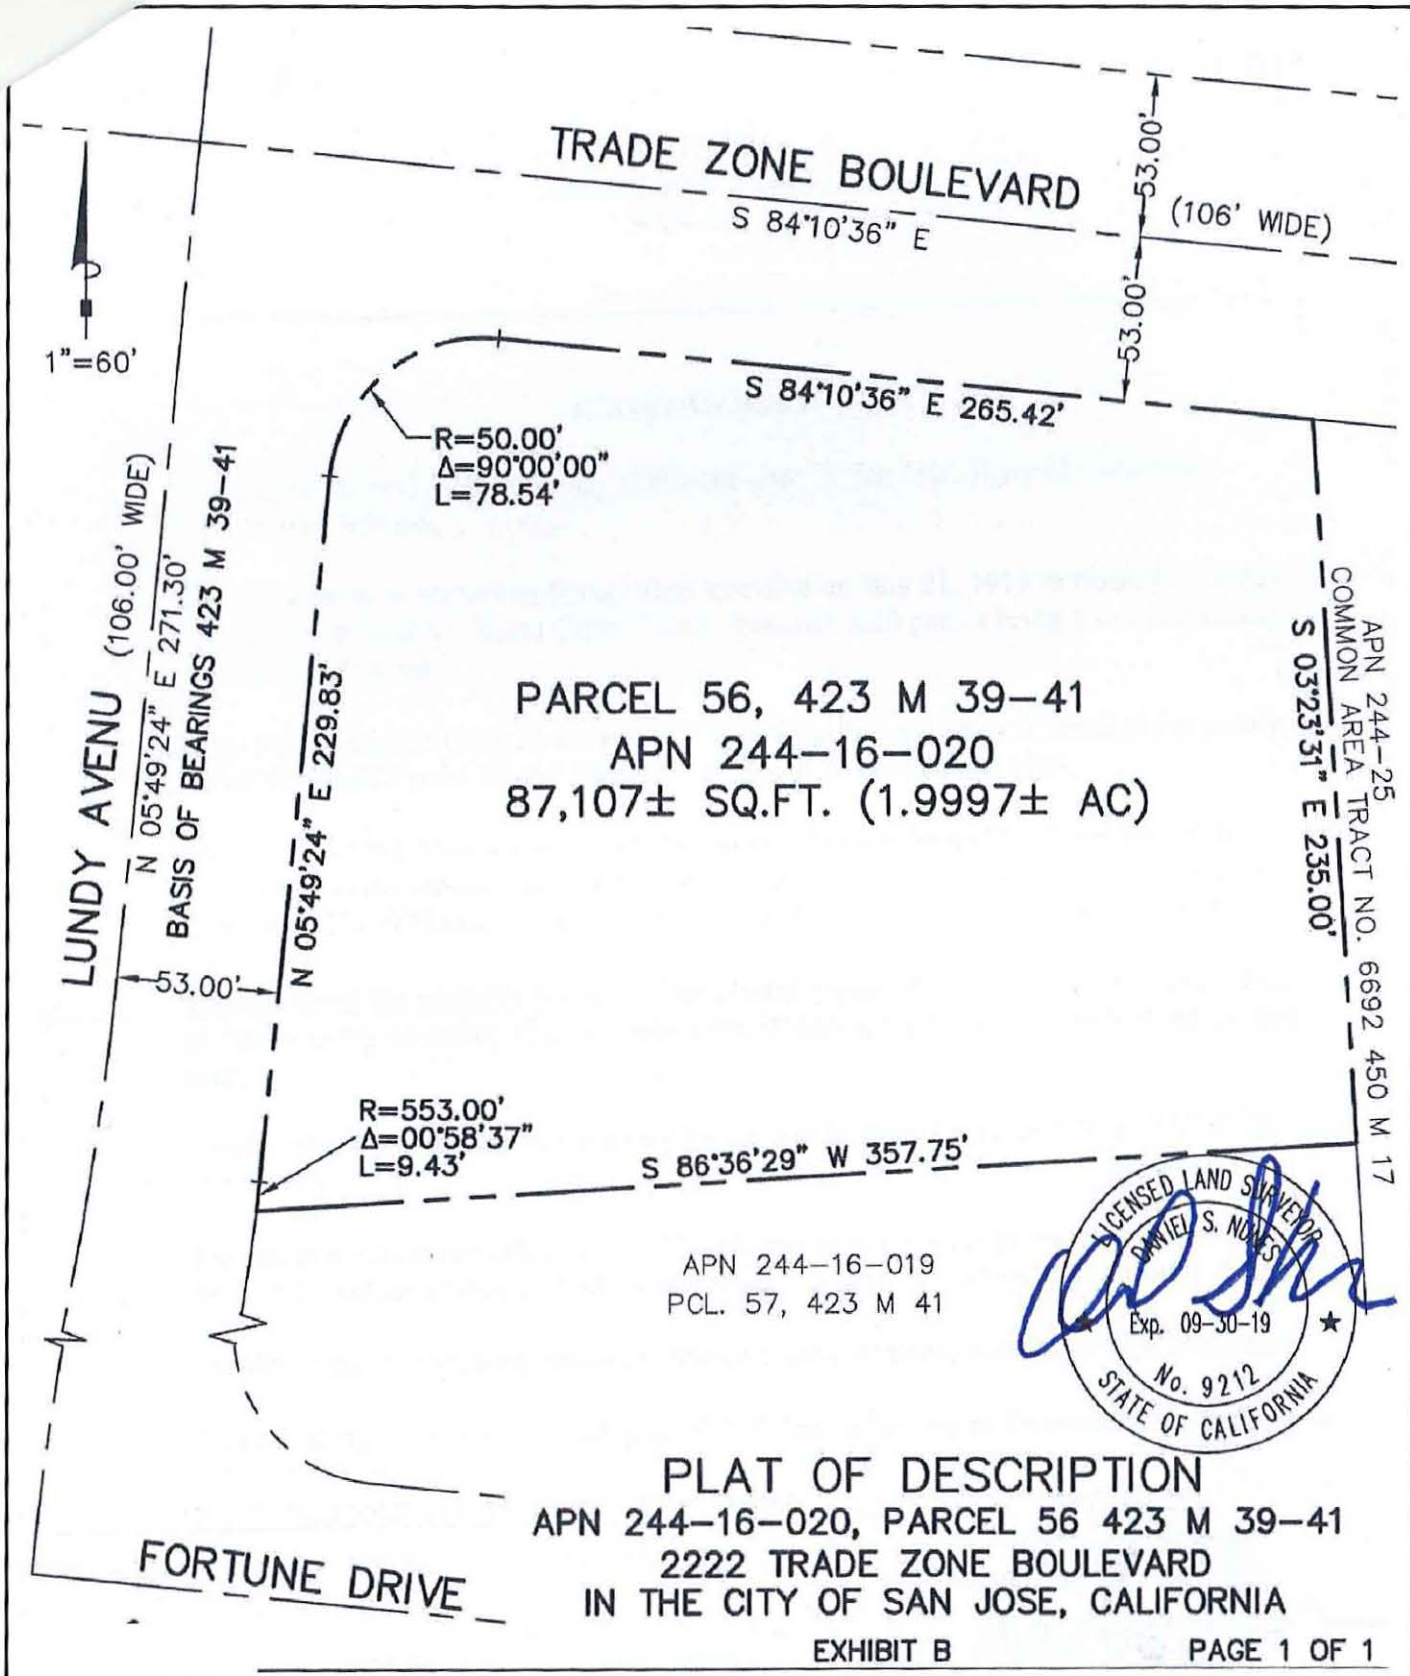 TRADE ZONE BOULEVARD
S 84°10'36" E
(106' WIDE)
53.00'
53.00'
1"=60'
S 84°10'36" E 265.42'
R=50.00'
Δ=90°00'00"
L=78.54'
LUNDY AVENU (106.00' WIDE)
N 05°49'24" E 271.30'
BASIS OF BEARINGS 423 M 39-41
N 05°49'24" E 229.83'
53.00'
PARCEL 56, 423 M 39-41
APN 244-16-020
87,107± SQ.FT. (1.9997± AC)
APN 244-25
COMMON AREA TRACT NO. 6692 450 M 17
S 03°23'31" E 235.00'
R=553.00'
Δ=00°58'37"
L=9.43'
S 86°36'29" W 357.75'
APN 244-16-019
PCL. 57, 423 M 41
LICENSED LAND SURVEYOR
DANIEL S. NUNES
Exp. 09-30-19
No. 9212
STATE OF CALIFORNIA
FORTUNE DRIVE
PLAT OF DESCRIPTION
APN 244-16-020, PARCEL 56 423 M 39-41
2222 TRADE ZONE BOULEVARD
IN THE CITY OF SAN JOSE, CALIFORNIA
EXHIBIT B
PAGE 1 OF 1